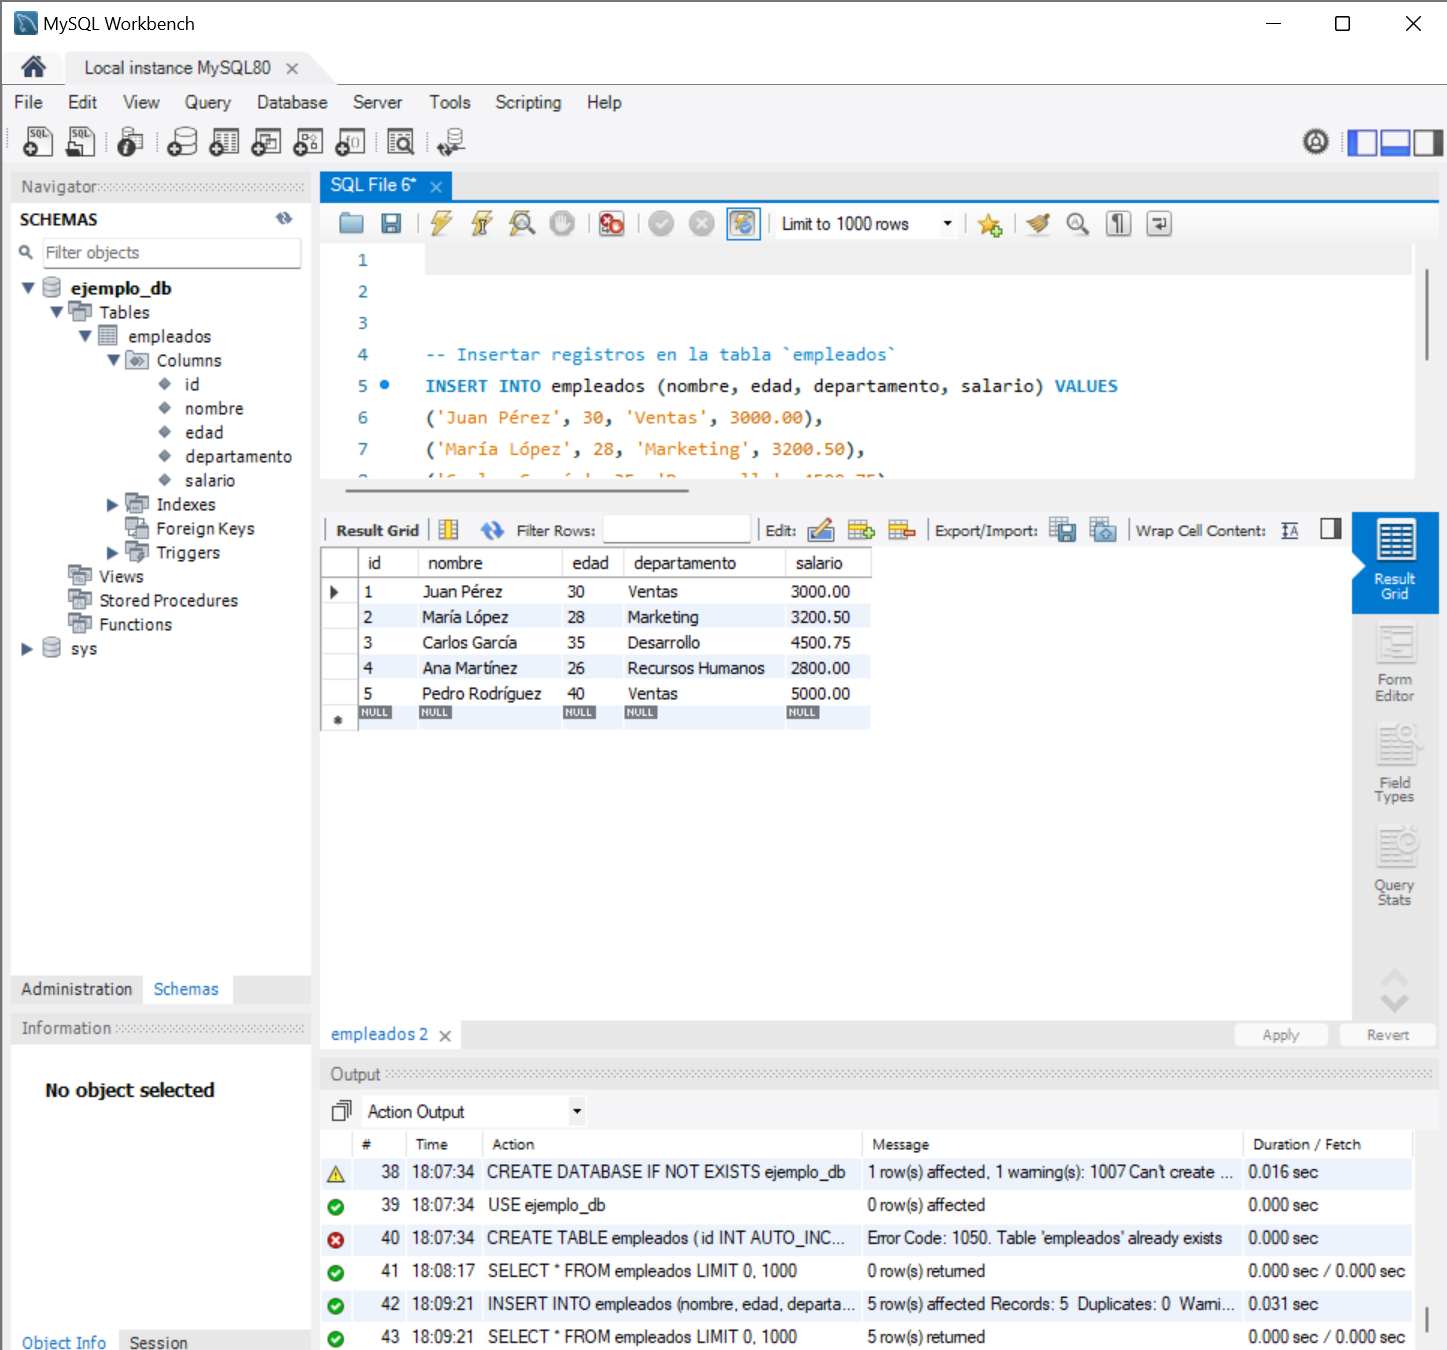 MySQL Workbench
Local instance MySQL80
File Edit View Query Database Server Tools Scripting Help
Navigator
SCHEMAS
Filter objects
ejemplo_db
Tables
empleados
Columns
id
nombre
edad
departamento
salario
Indexes
Foreign Keys
Triggers
Views
Stored Procedures
Functions
sys
Administration Schemas
Information
No object selected
Object Info Session
SQL File 6*
Limit to 1000 rows
1
2
3
4 -- Insertar registros en la tabla `empleados`
5 INSERT INTO empleados (nombre, edad, departamento, salario) VALUES
6 ('Juan Pérez', 30, 'Ventas', 3000.00),
7 ('María López', 28, 'Marketing', 3200.50),
Result Grid Filter Rows: Edit: Export/Import: Wrap Cell Content:
id nombre edad departamento salario
1 Juan Pérez 30 Ventas 3000.00
2 María López 28 Marketing 3200.50
3 Carlos García 35 Desarrollo 4500.75
4 Ana Martínez 26 Recursos Humanos 2800.00
5 Pedro Rodríguez 40 Ventas 5000.00
NULL NULL NULL NULL NULL
Result
Grid
Form
Editor
Field
Types
Query
Stats
empleados 2
Apply Revert
Output
Action Output
# Time Action Message Duration / Fetch
38 18:07:34 CREATE DATABASE IF NOT EXISTS ejemplo_db 1 row(s) affected, 1 warning(s): 1007 Can't create ... 0.016 sec
39 18:07:34 USE ejemplo_db 0 row(s) affected 0.000 sec
40 18:07:34 CREATE TABLE empleados ( id INT AUTO_INC... Error Code: 1050. Table 'empleados' already exists 0.000 sec
41 18:08:17 SELECT * FROM empleados LIMIT 0, 1000 0 row(s) returned 0.000 sec / 0.000 sec
42 18:09:21 INSERT INTO empleados (nombre, edad, departa... 5 row(s) affected Records: 5 Duplicates: 0 Warni... 0.031 sec
43 18:09:21 SELECT * FROM empleados LIMIT 0, 1000 5 row(s) returned 0.000 sec / 0.000 sec